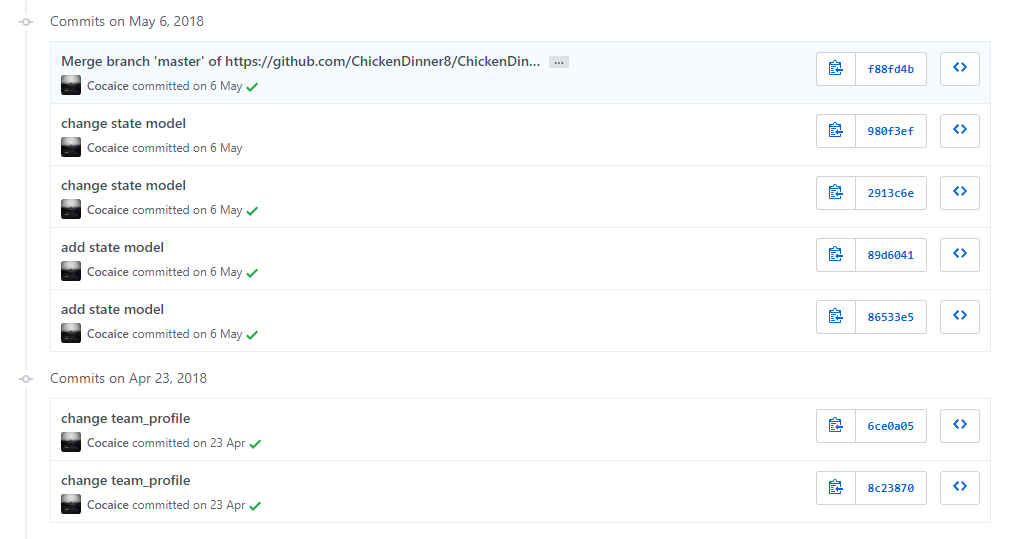 Commits on May 6, 2018
Merge branch 'master' of https://github.com/ChickenDinner8/ChickenDin... ...
f88fd4b
Cocaice committed on 6 May
change state model
980f3ef
Cocaice committed on 6 May
change state model
2913c6e
Cocaice committed on 6 May
add state model
89d6041
Cocaice committed on 6 May
add state model
86533e5
Cocaice committed on 6 May
Commits on Apr 23, 2018
change team_profile
6ce0a05
Cocaice committed on 23 Apr
change team_profile
8c23870
Cocaice committed on 23 Apr